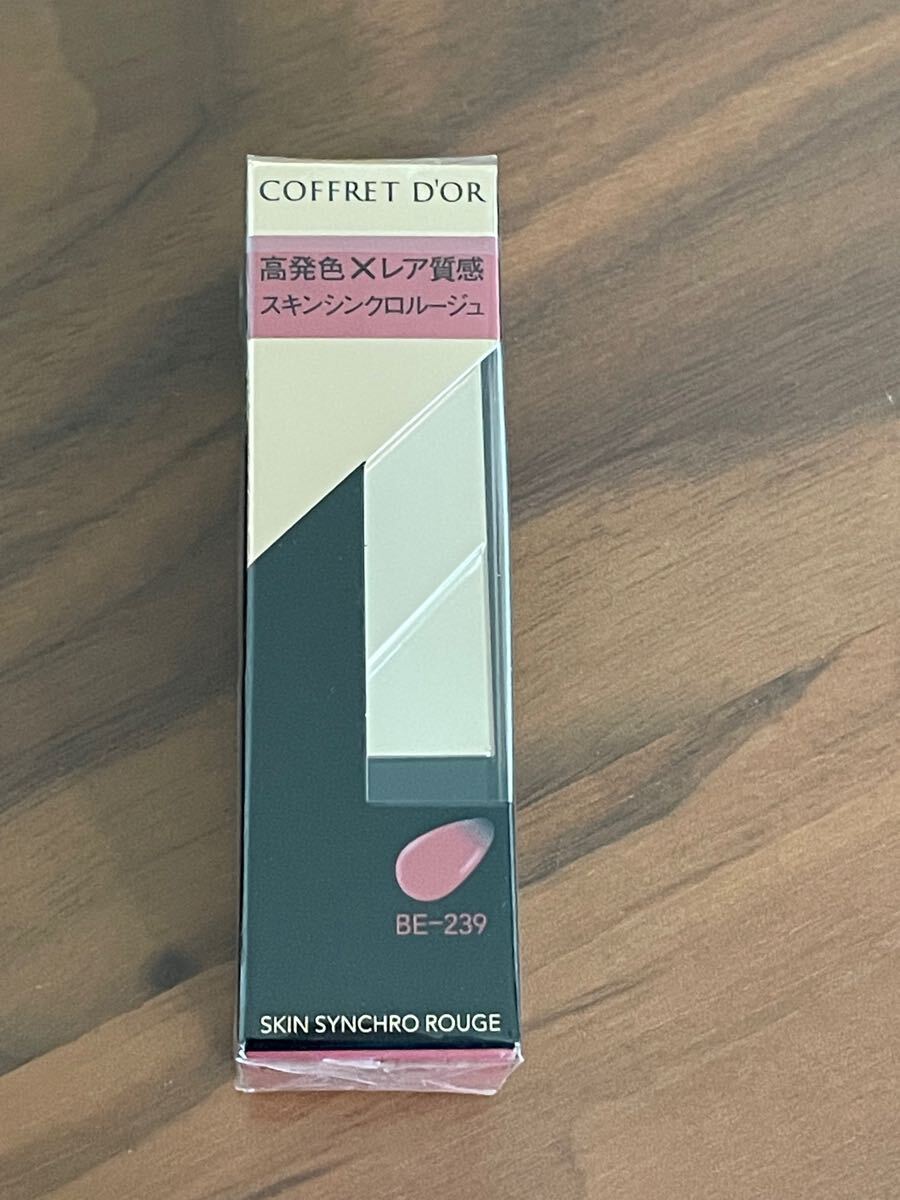 COFFRET D'OR
高発色×レア質感
スキンシンクロルージュ
BE-239
SKIN SYNCHRO ROUGE